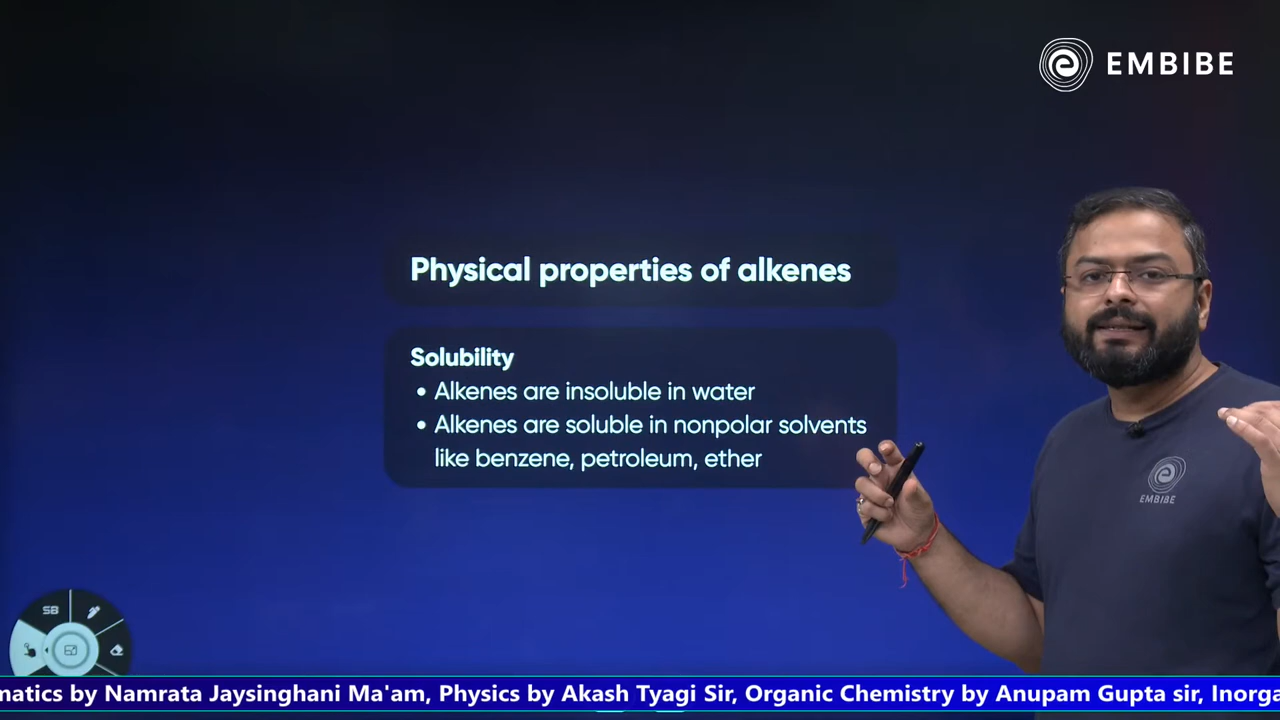 EMBIBE
Physical properties of alkenes
Solubility
• Alkenes are insoluble in water
• Alkenes are soluble in nonpolar solvents
like benzene, petroleum, ether
EMBIBE
SB
matics by Namrata Jaysinghani Ma'am, Physics by Akash Tyagi Sir, Organic Chemistry by Anupam Gupta sir, Inorga